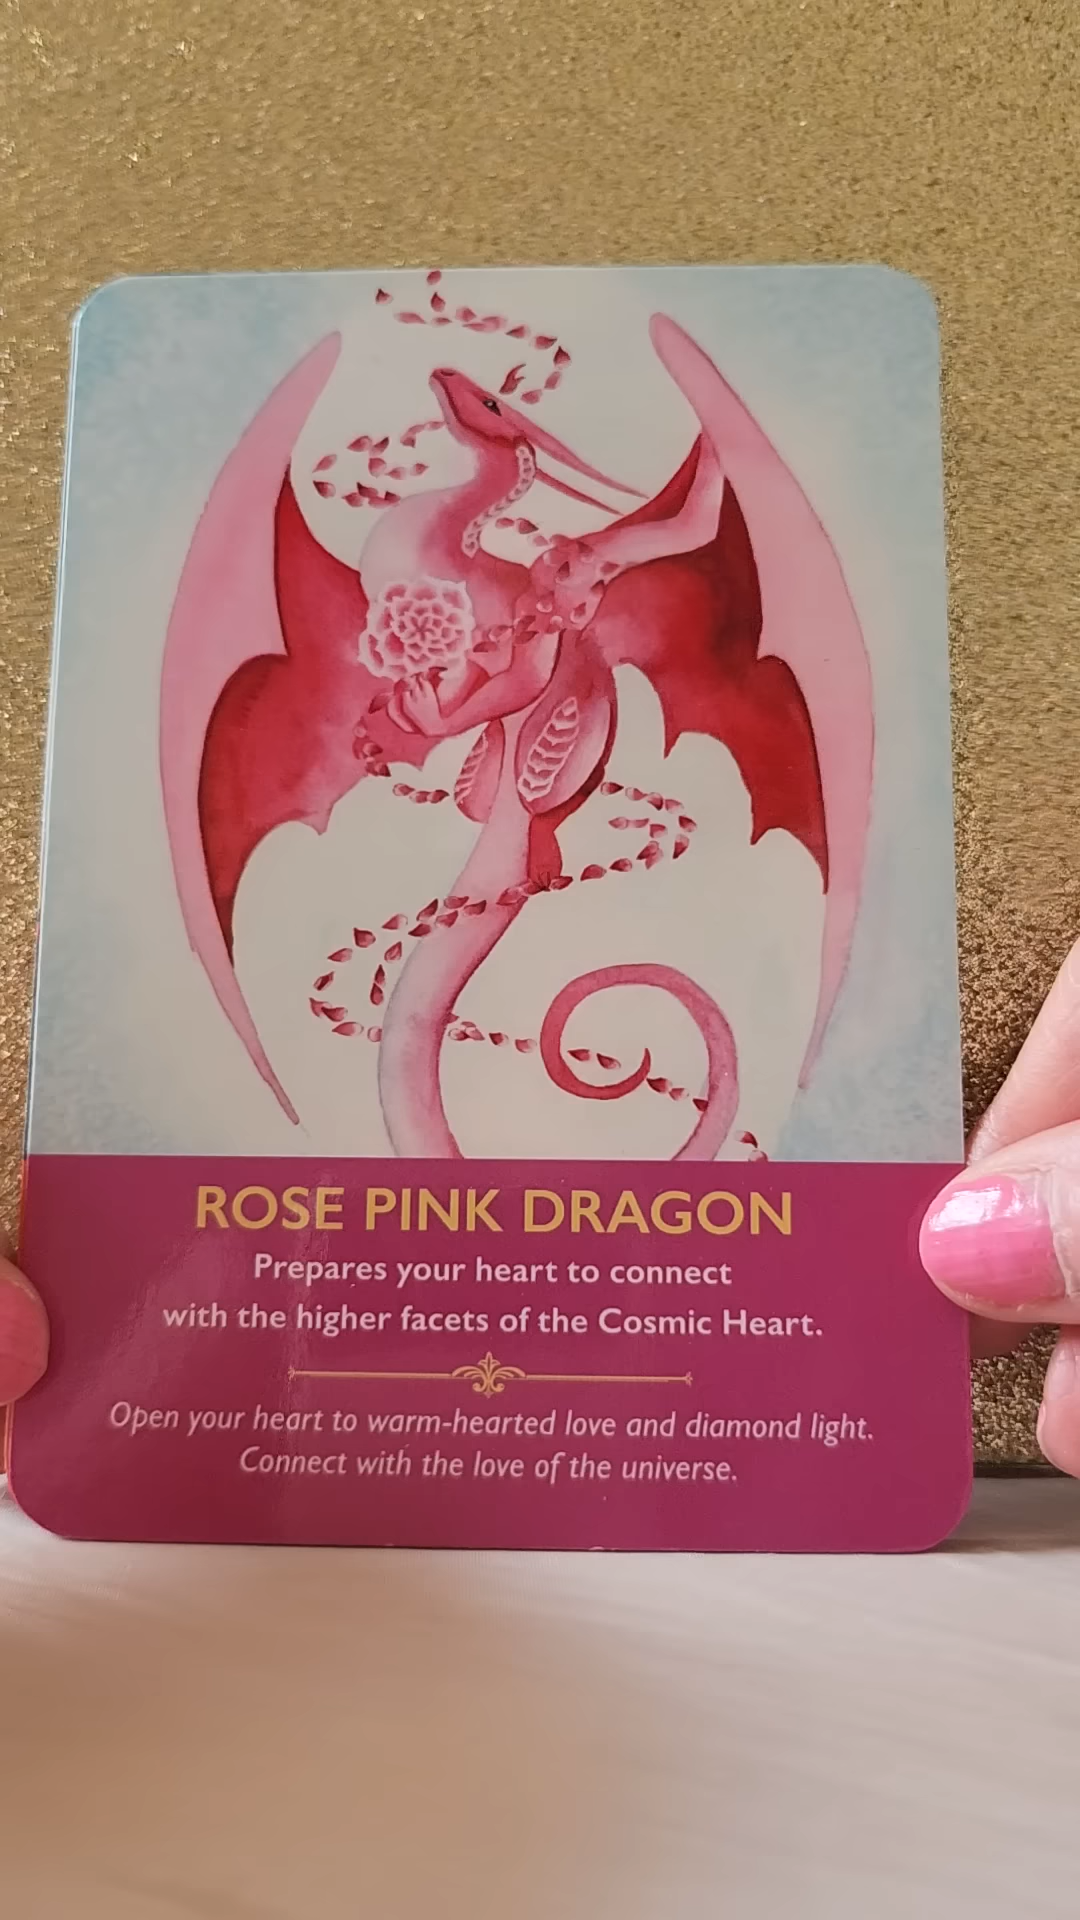 ROSE PINK DRAGON
Prepares your heart to connect
with the higher facets of the Cosmic Heart.
Open your heart to warm-hearted love and diamond light.
Connect with the love of the universe.